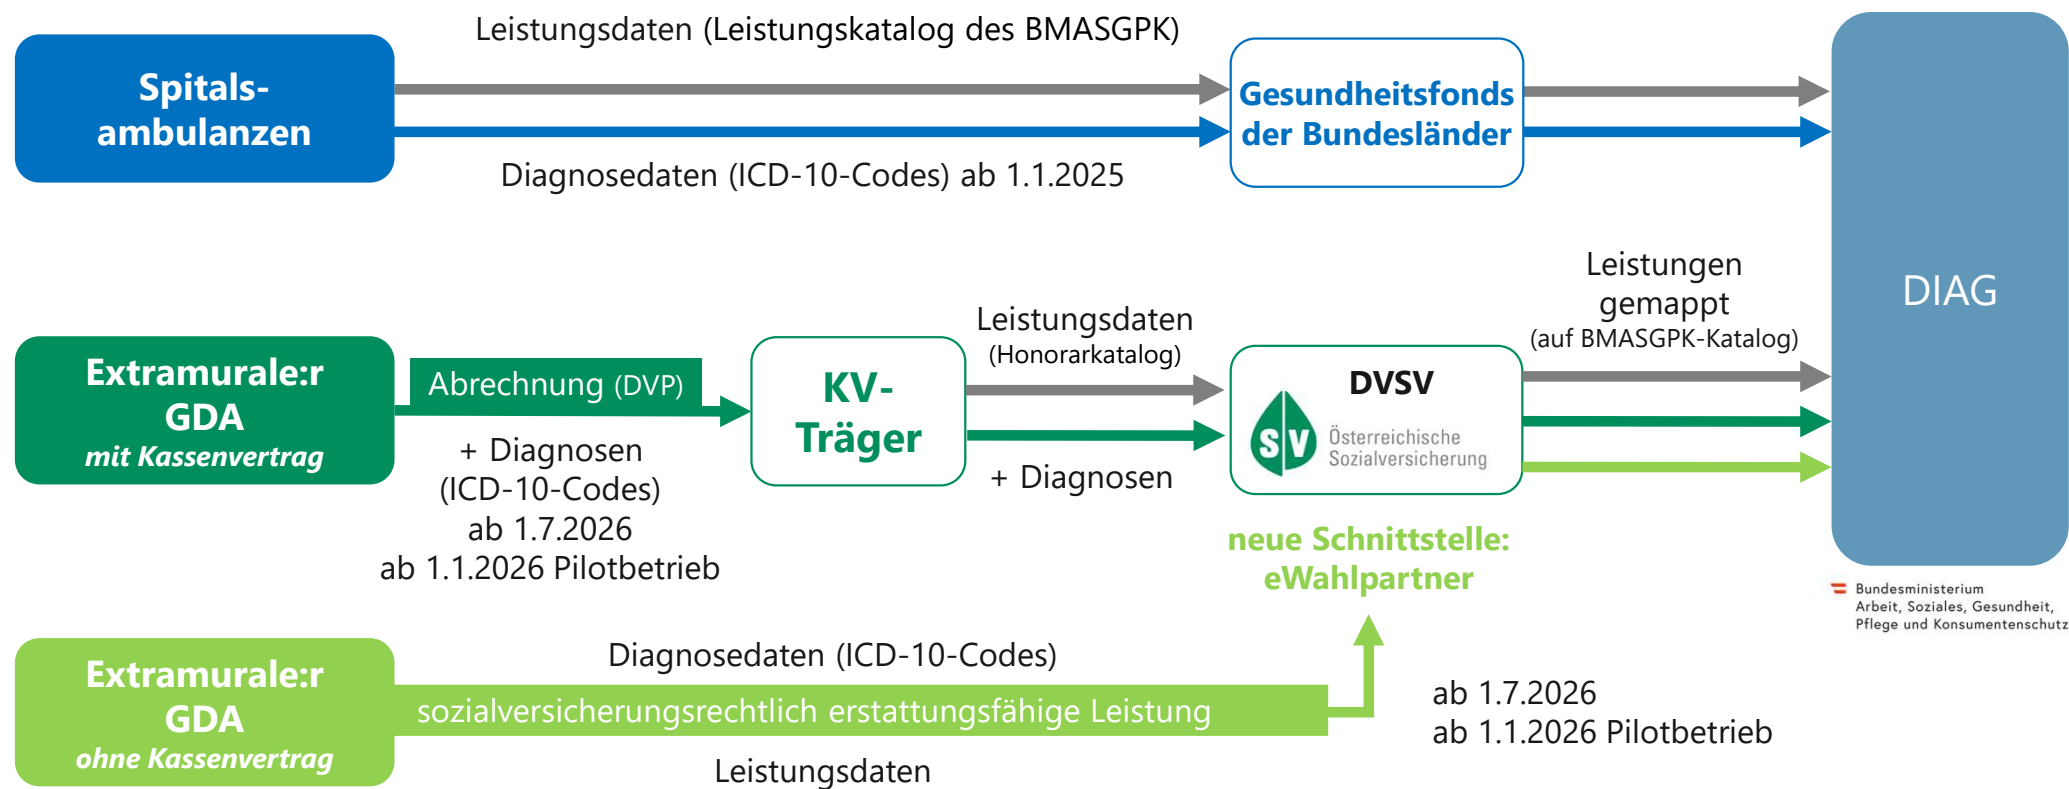 Leistungsdaten (Leistungskatalog des BMASGPK)
Spitals-
ambulanzen
Gesundheitsfonds
der Bundesländer
Diagnosedaten (ICD-10-Codes) ab 1.1.2025
DIAG
Leistungen
gemappt
(auf BMASGPK-Katalog)
Extramurale:r
GDA
mit Kassenvertrag
Abrechnung (DVP)
+ Diagnosen
(ICD-10-Codes)
ab 1.7.2026
ab 1.1.2026 Pilotbetrieb
KV-
Träger
Leistungsdaten
(Honorarkatalog)
+ Diagnosen
DVSV
SV
Österreichische
Sozialversicherung
neue Schnittstelle:
eWahlpartner
Bundesministerium
Arbeit, Soziales, Gesundheit,
Pflege und Konsumentenschutz
Extramurale:r
GDA
ohne Kassenvertrag
Diagnosedaten (ICD-10-Codes)
sozialversicherungsrechtlich erstattungsfähige Leistung
Leistungsdaten
ab 1.7.2026
ab 1.1.2026 Pilotbetrieb